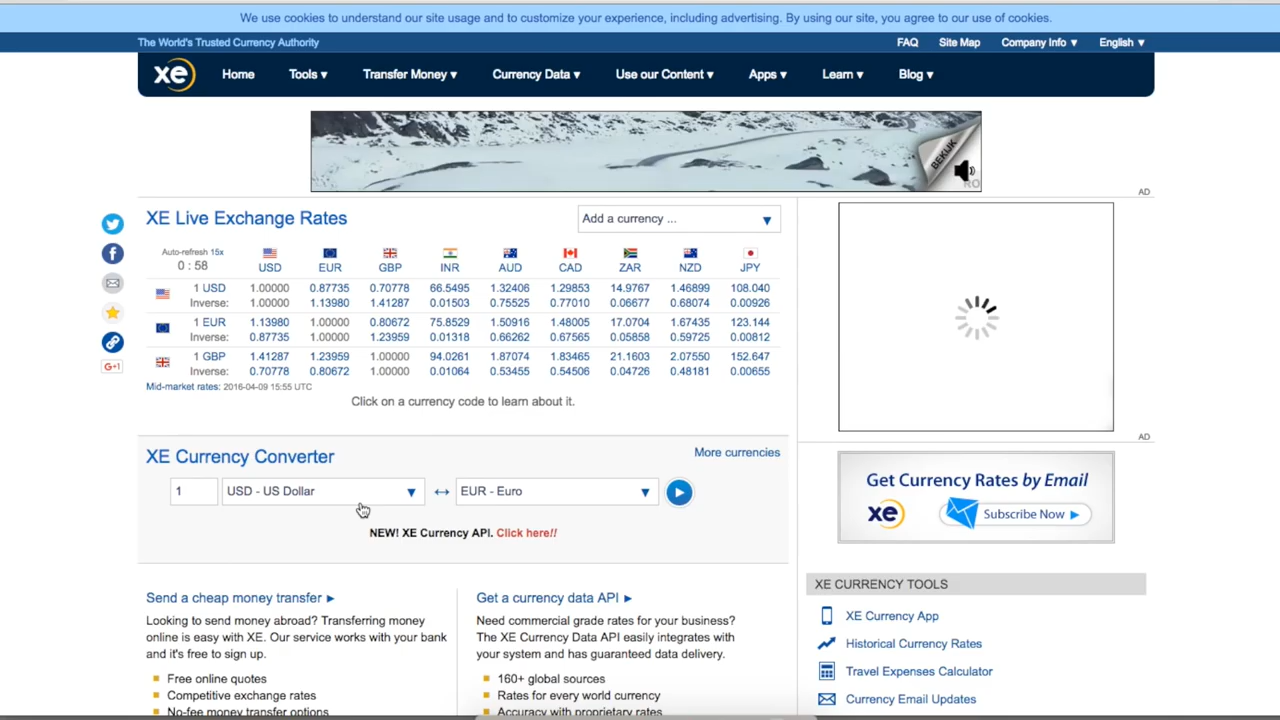 We use cookies to understand our site usage and to customize your experience, including advertising. By using our site, you agree to our use of cookies.
The World's Trusted Currency Authority
FAQ Site Map Company Info ▼ English ▼
xe Home Tools ▼ Transfer Money ▼ Currency Data ▼ Use our Content ▼ Apps ▼ Learn ▼ Blog ▼
BEKIJK
RO
AD
XE Live Exchange Rates Add a currency ... ▼
Auto-refresh 15x
0 : 58
USD EUR GBP INR AUD CAD ZAR NZD JPY
1 USD 1.00000 0.87735 0.70778 66.5495 1.32406 1.29853 14.9767 1.46899 108.040
Inverse: 1.00000 1.13980 1.41287 0.01503 0.75525 0.77010 0.06677 0.68074 0.00926
1 EUR 1.13980 1.00000 0.80672 75.8529 1.50916 1.48005 17.0704 1.67435 123.144
Inverse: 0.87735 1.00000 1.23959 0.01318 0.66262 0.67565 0.05858 0.59725 0.00812
1 GBP 1.41287 1.23959 1.00000 94.0261 1.87074 1.83465 21.1603 2.07550 152.647
Inverse: 0.70778 0.80672 1.00000 0.01064 0.53455 0.54506 0.04726 0.48181 0.00655
Mid-market rates: 2016-04-09 15:55 UTC
Click on a currency code to learn about it.
G+1
AD
XE Currency Converter More currencies
1 USD - US Dollar ▼ ↔ EUR - Euro ▼
NEW! XE Currency API. Click here!!
Get Currency Rates by Email
xe Subscribe Now ►
Send a cheap money transfer ►
Looking to send money abroad? Transferring money
online is easy with XE. Our service works with your bank
and it's free to sign up.
Free online quotes
Competitive exchange rates
No-fee money transfer options
Get a currency data API ►
Need commercial grade rates for your business?
The XE Currency Data API easily integrates with
your system and has guaranteed data delivery.
160+ global sources
Rates for every world currency
Accuracy with proprietary rates
XE CURRENCY TOOLS
XE Currency App
Historical Currency Rates
Travel Expenses Calculator
Currency Email Updates